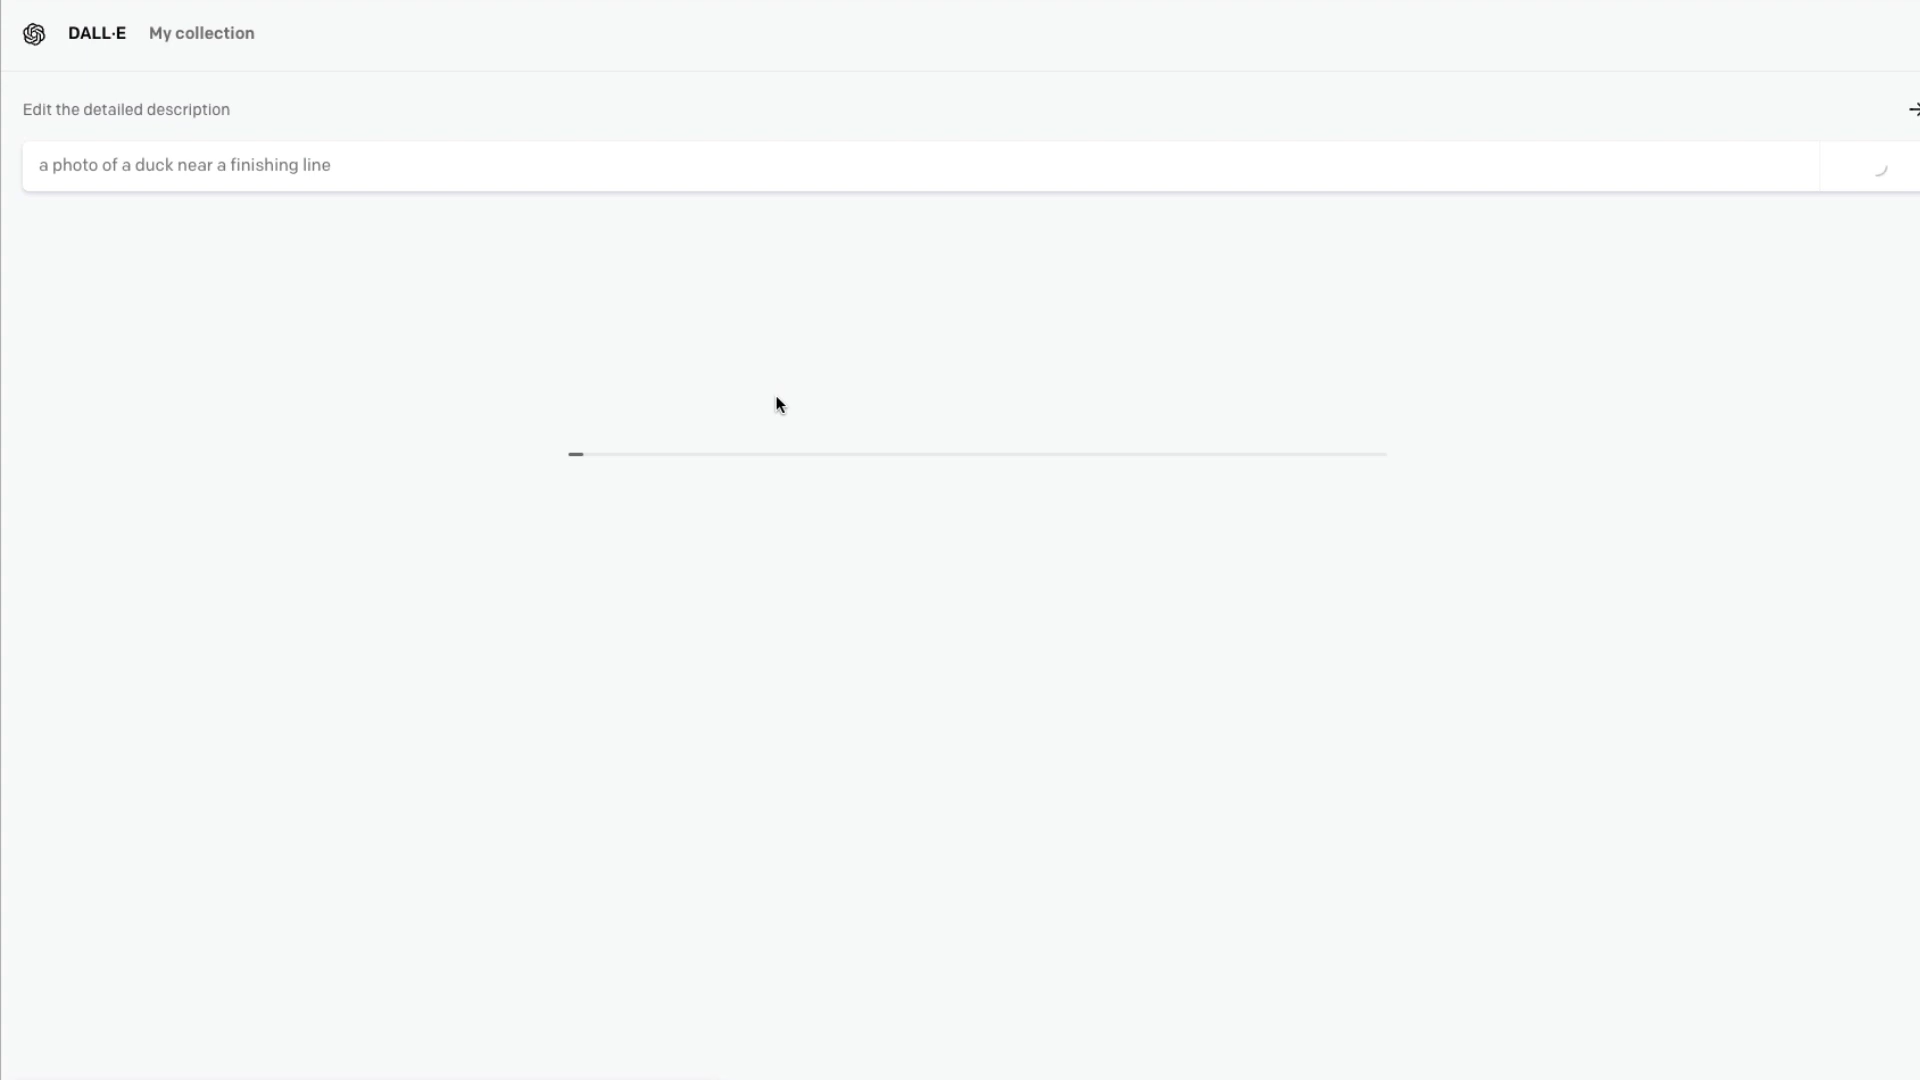 DALL·E My collection
Edit the detailed description
a photo of a duck near a finishing line